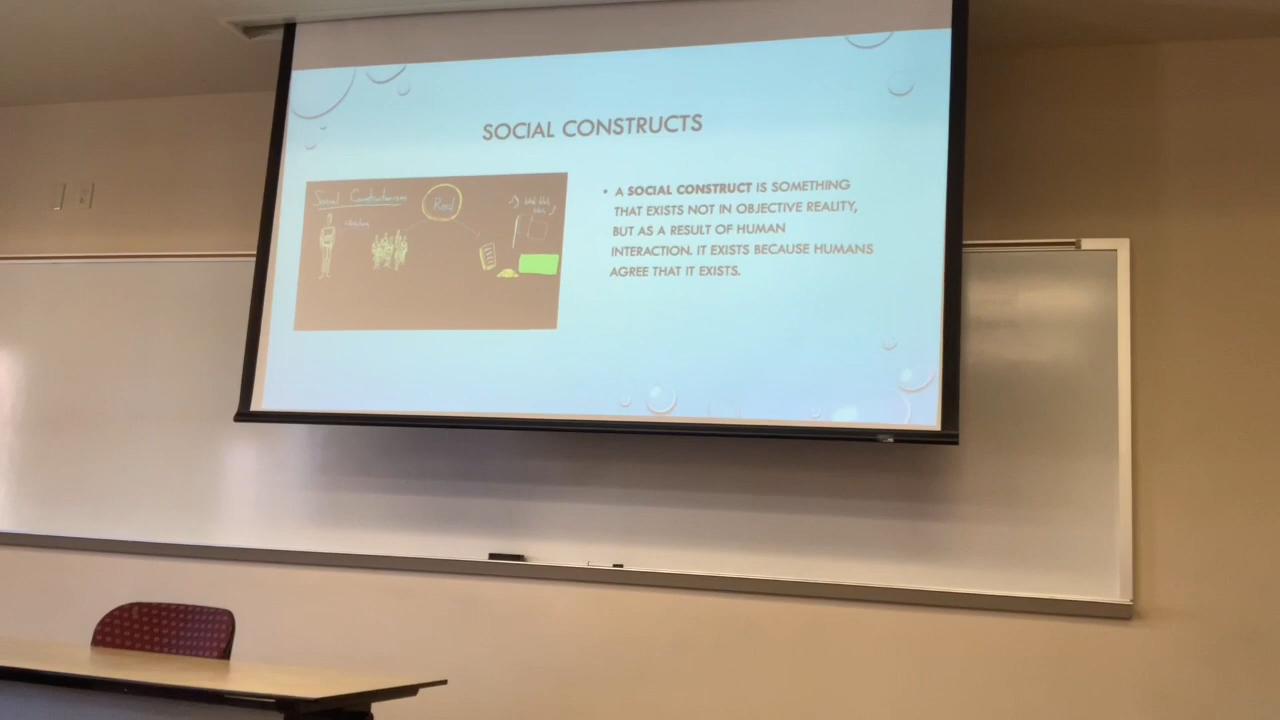 SOCIAL CONSTRUCTS
Social Constructionism
Real
• A SOCIAL CONSTRUCT IS SOMETHING
THAT EXISTS NOT IN OBJECTIVE REALITY,
BUT AS A RESULT OF HUMAN
INTERACTION. IT EXISTS BECAUSE HUMANS
AGREE THAT IT EXISTS.